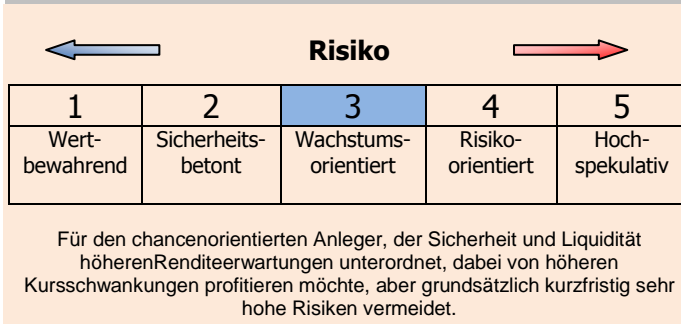 Risiko
1 2 3 4 5
Wert- Sicherheits- Wachstums- Risiko- Hoch-
bewahrend betont orientiert orientiert spekulativ
Für den chancenorientierten Anleger, der Sicherheit und Liquidität
höherenRenditeerwartungen unterordnet, dabei von höheren
Kursschwankungen profitieren möchte, aber grundsätzlich kurzfristig sehr
hohe Risiken vermeidet.